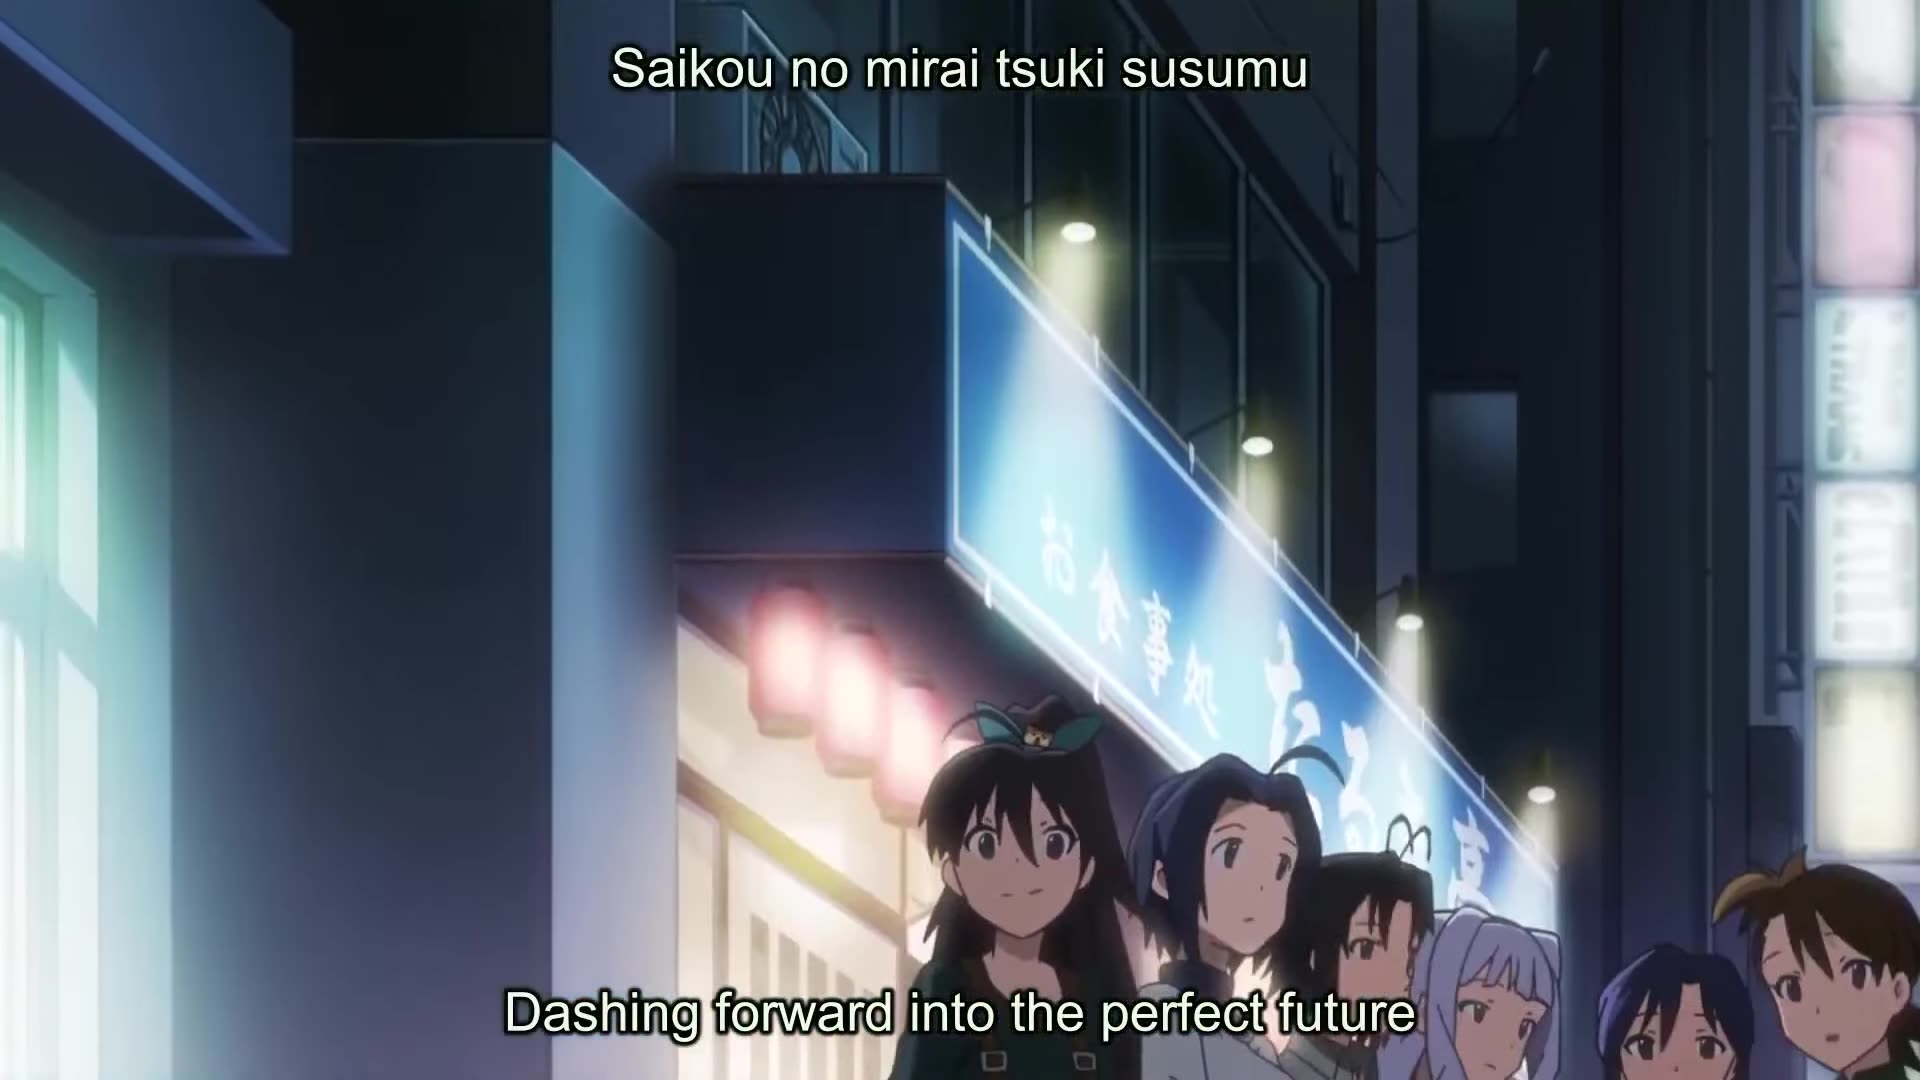 Saikou no mirai tsuki susumu
お食事処
Dashing forward into the perfect future